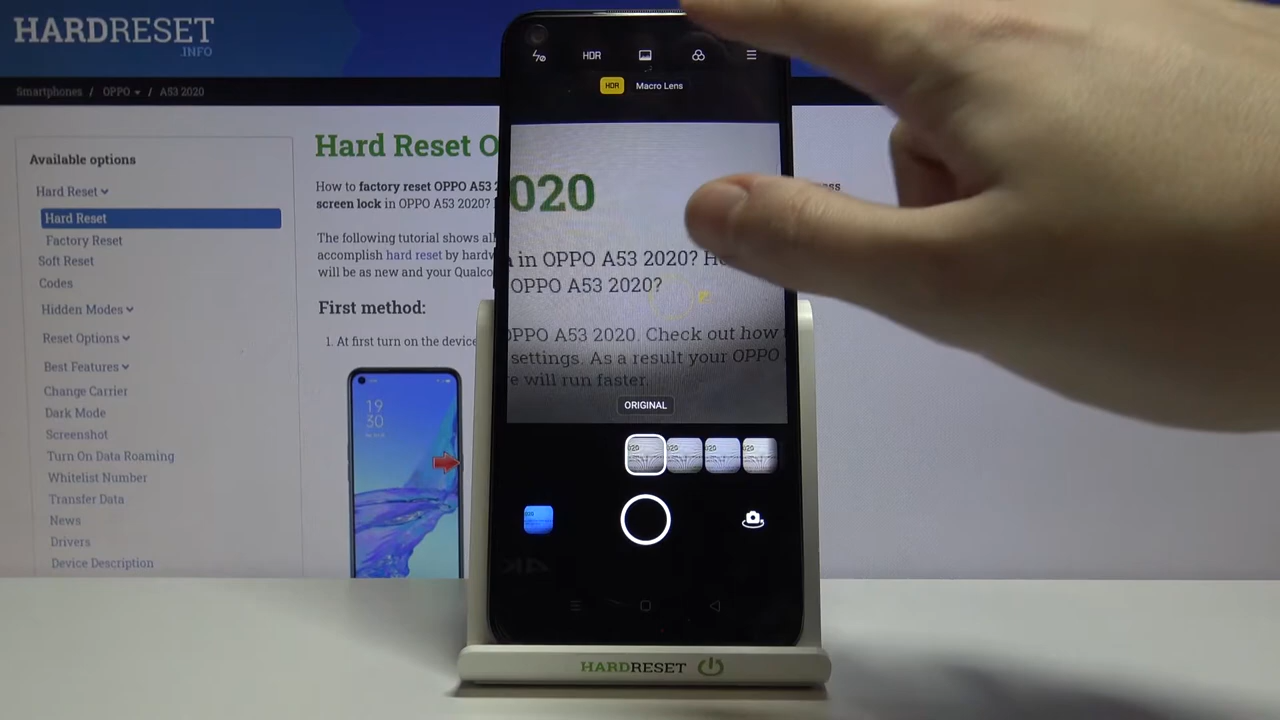 HARDRESET
.INFO
Smartphones / OPPO / A53 2020
Available options
Hard Reset
Hard Reset
Factory Reset
Soft Reset
Codes
Hidden Modes
Reset Options
Best Features
Change Carrier
Dark Mode
Screenshot
Turn On Data Roaming
Whitelist Number
Transfer Data
News
Drivers
Device Description
Hard Reset O
How to factory reset OPPO A53 2
screen lock in OPPO A53 2020?
The following tutorial shows all
accomplish hard reset by hardw
will be as new and your Qualco
First method:
1. At first turn on the device
19
30
HDR
HDR Macro Lens
020
in OPPO A53 2020? Ho
OPPO A53 2020?
OPPO A53 2020. Check out how
settings. As a result your OPPO
e will run faster.
ORIGINAL
HARDRESET